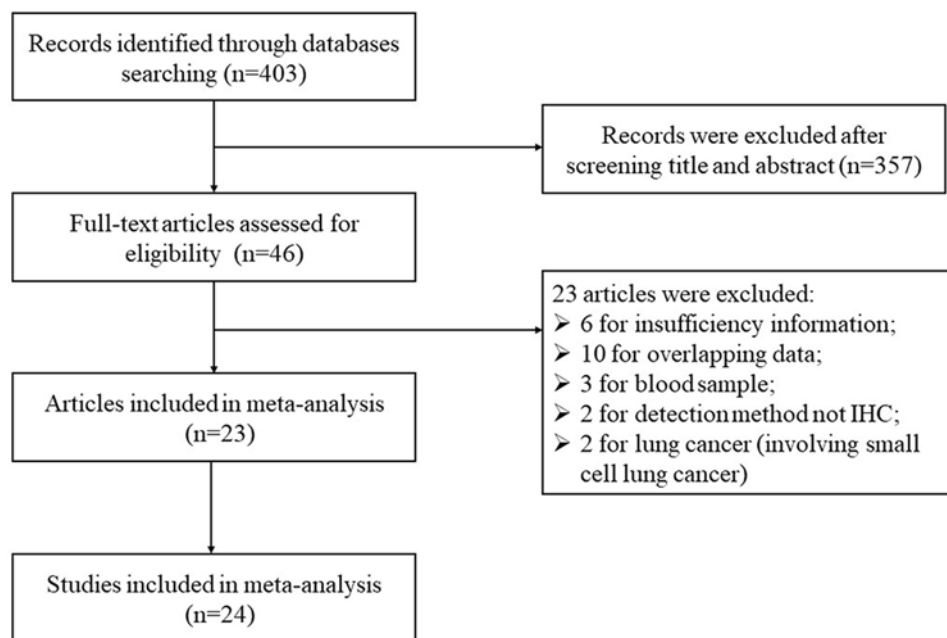 Records identified through databases
searching (n=403)
Records were excluded after
screening title and abstract (n=357)
Full-text articles assessed for
eligibility (n=46)
23 articles were excluded:
➢ 6 for insufficiency information;
➢ 10 for overlapping data;
➢ 3 for blood sample;
➢ 2 for detection method not IHC;
➢ 2 for lung cancer (involving small
cell lung cancer)
Articles included in meta-analysis
(n=23)
Studies included in meta-analysis
(n=24)